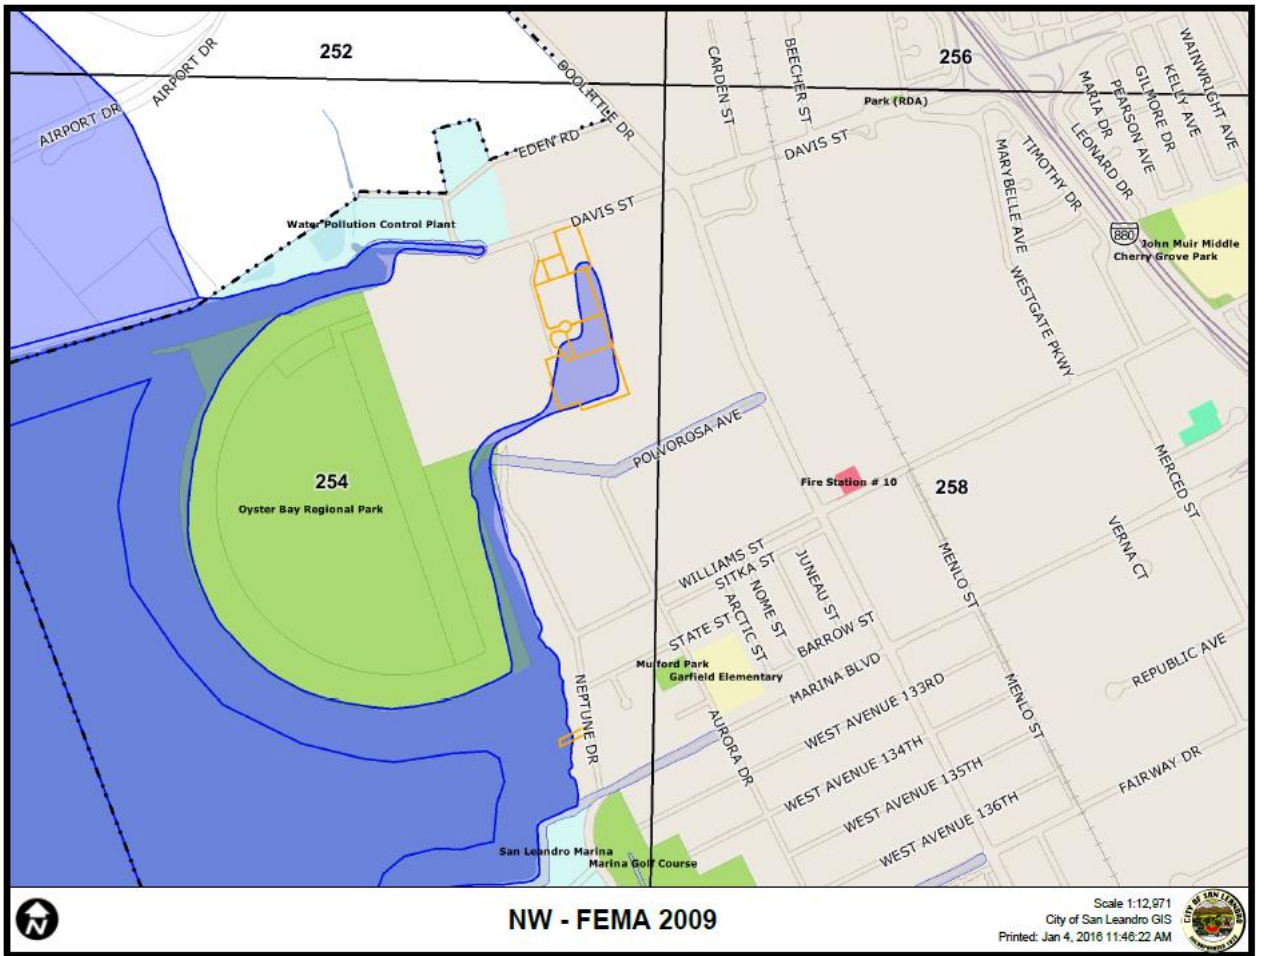 252
256
AIRPORT DR
AIRPORT DR
DOOLITTLE DR
CARDEN ST
BEECHER ST
WAINWRIGHT AVE
KELLY AVE
GILMORE DR
PEARSON AVE
MARIA DR
LEONARD DR
TIMOTHY DR
MARYBELLE AVE
Park (RDA)
EDEN RD
DAVIS ST
DAVIS ST
Water Pollution Control Plant
880
John Muir Middle
Cherry Grove Park
WESTGATE PKWY
POLVOROSA AVE
254
Oyster Bay Regional Park
Fire Station # 10
258
MERCED ST
VERNA CT
MENLO ST
WILLIAMS ST
SITKA ST
JUNEAU ST
NOME ST
ARCTIC ST
STATE ST
BARROW ST
Mulford Park
Garfield Elementary
MARINA BLVD
REPUBLIC AVE
NEPTUNE DR
AURORA DR
WEST AVENUE 133RD
MENLO ST
WEST AVENUE 134TH
WEST AVENUE 135TH
WEST AVENUE 136TH
FAIRWAY DR
San Leandro Marina
Marina Golf Course
N
NW - FEMA 2009
Scale 1:12,971
City of San Leandro GIS
Printed: Jan 4, 2016 11:46:22 AM
CITY OF SAN LEANDRO